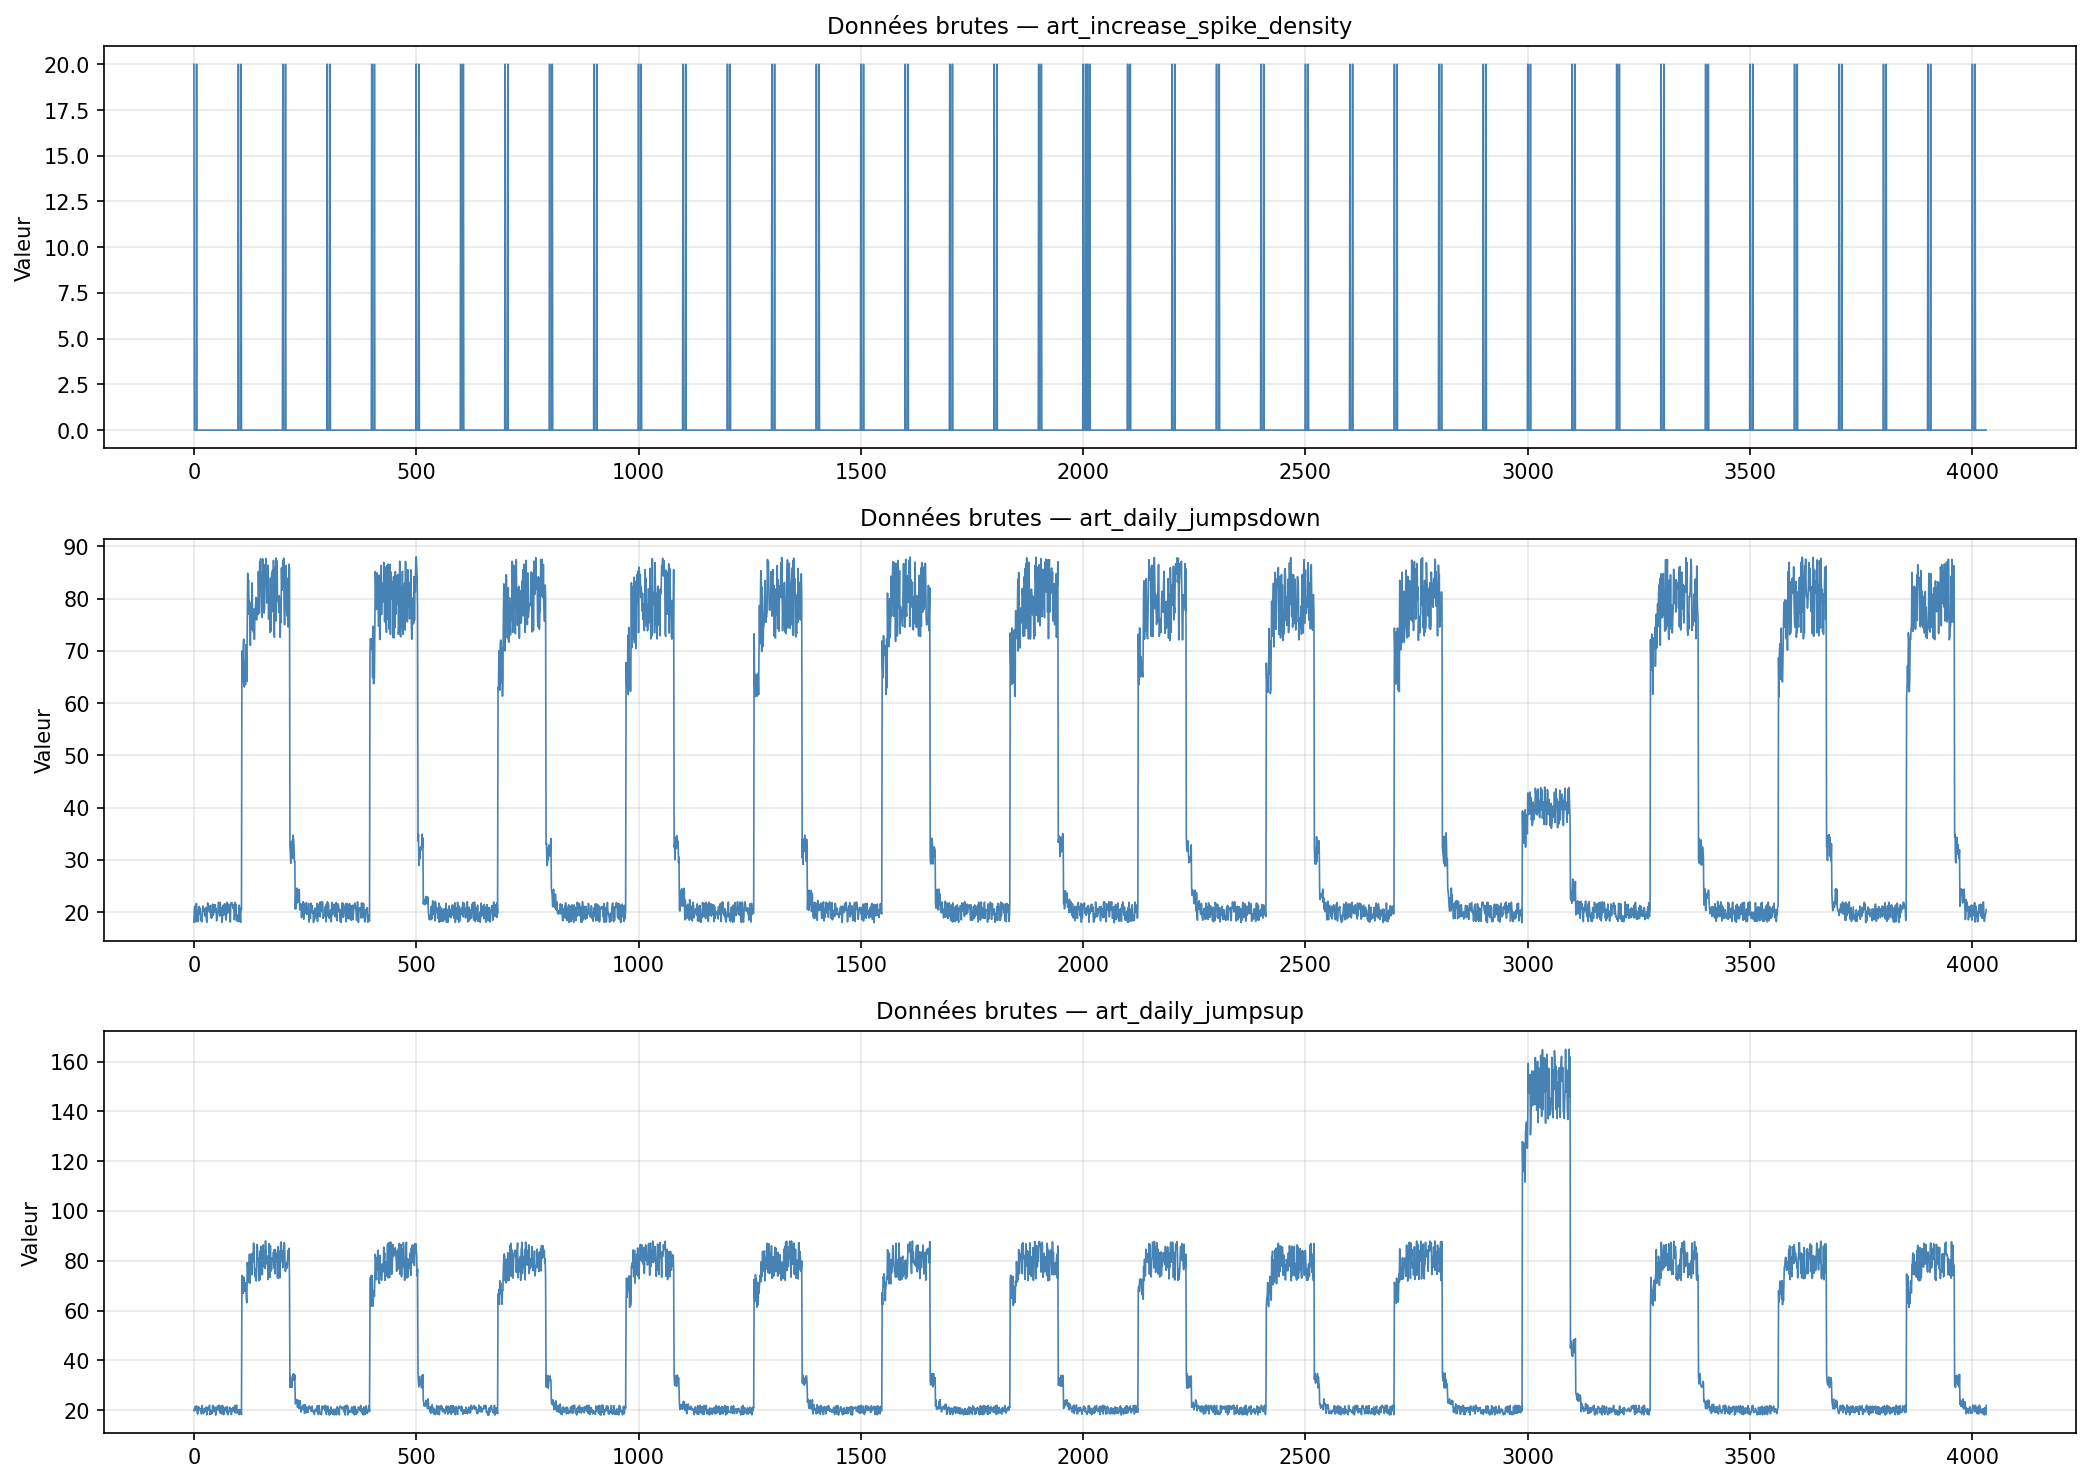 Données brutes — art_increase_spike_density
Valeur
20.0
17.5
15.0
12.5
10.0
7.5
5.0
2.5
0.0
0 500 1000 1500 2000 2500 3000 3500 4000
Données brutes — art_daily_jumpsdown
Valeur
90
80
70
60
50
40
30
20
0 500 1000 1500 2000 2500 3000 3500 4000
Données brutes — art_daily_jumpsup
Valeur
160
140
120
100
80
60
40
20
0 500 1000 1500 2000 2500 3000 3500 4000